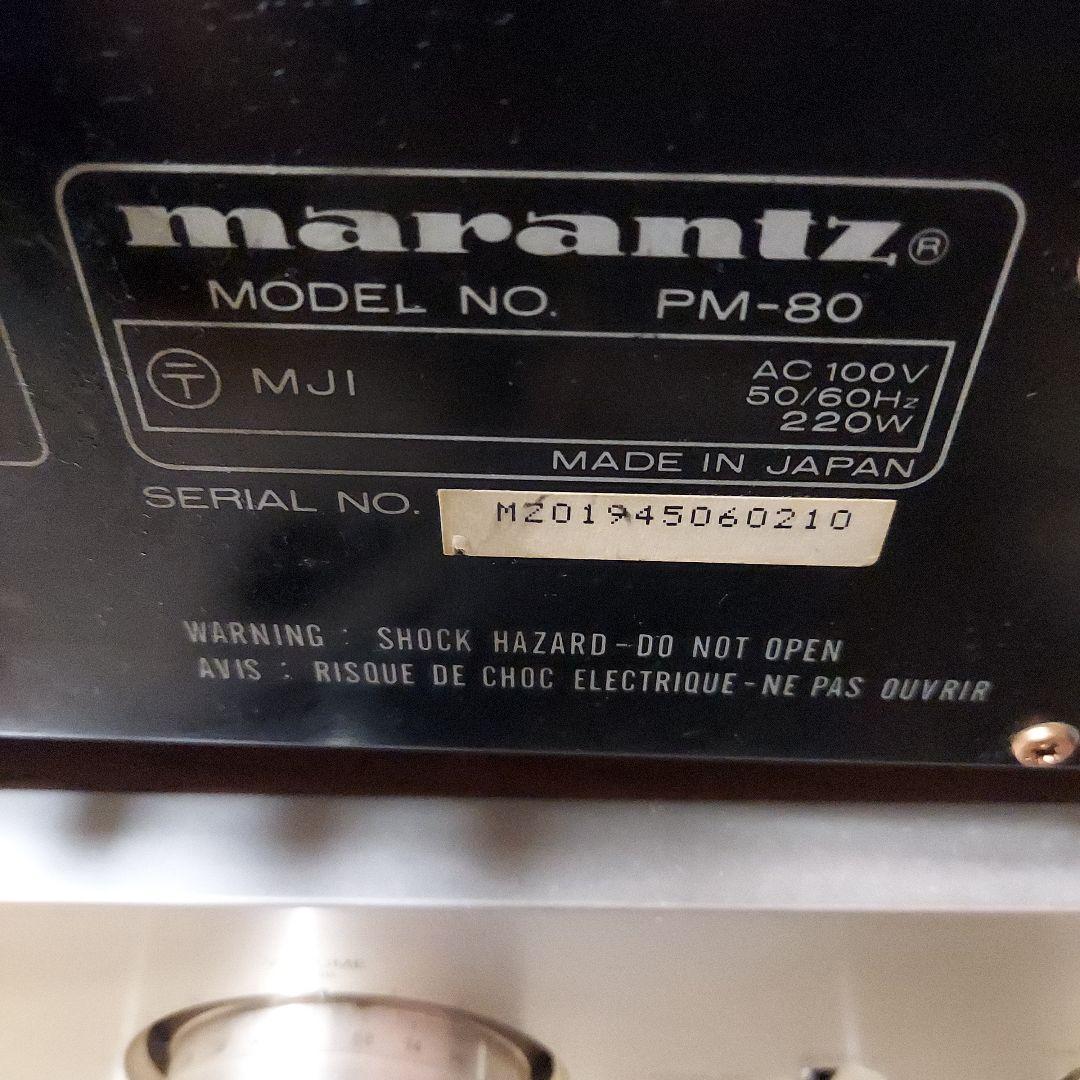 marantz®
MODEL NO. PM-80
〒 MJI
AC 100V
50/60Hz
220W
MADE IN JAPAN
SERIAL NO. MZ01945060210
WARNING : SHOCK HAZARD-DO NOT OPEN
AVIS : RISQUE DE CHOC ELECTRIQUE-NE PAS OUVRIR